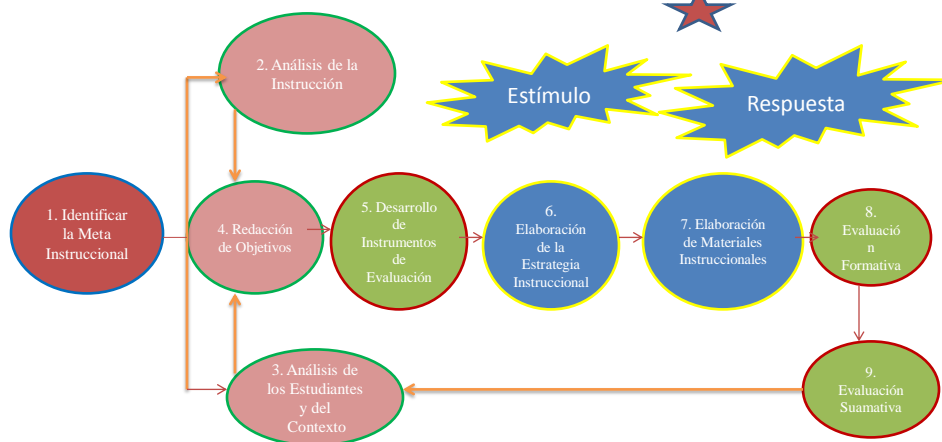 2. Análisis de la
Instrucción
Estímulo
Respuesta
1. Identificar
la Meta
Instruccional
4. Redacción
de Objetivos
5. Desarrollo
de
Instrumentos
de
Evaluación
6.
Elaboración
de la
Estrategia
Instruccional
7. Elaboración
de Materiales
Instruccionales
8.
Evaluació
n
Formativa
3. Análisis de
los Estudiantes
y del
Contexto
9.
Evaluación
Suamativa